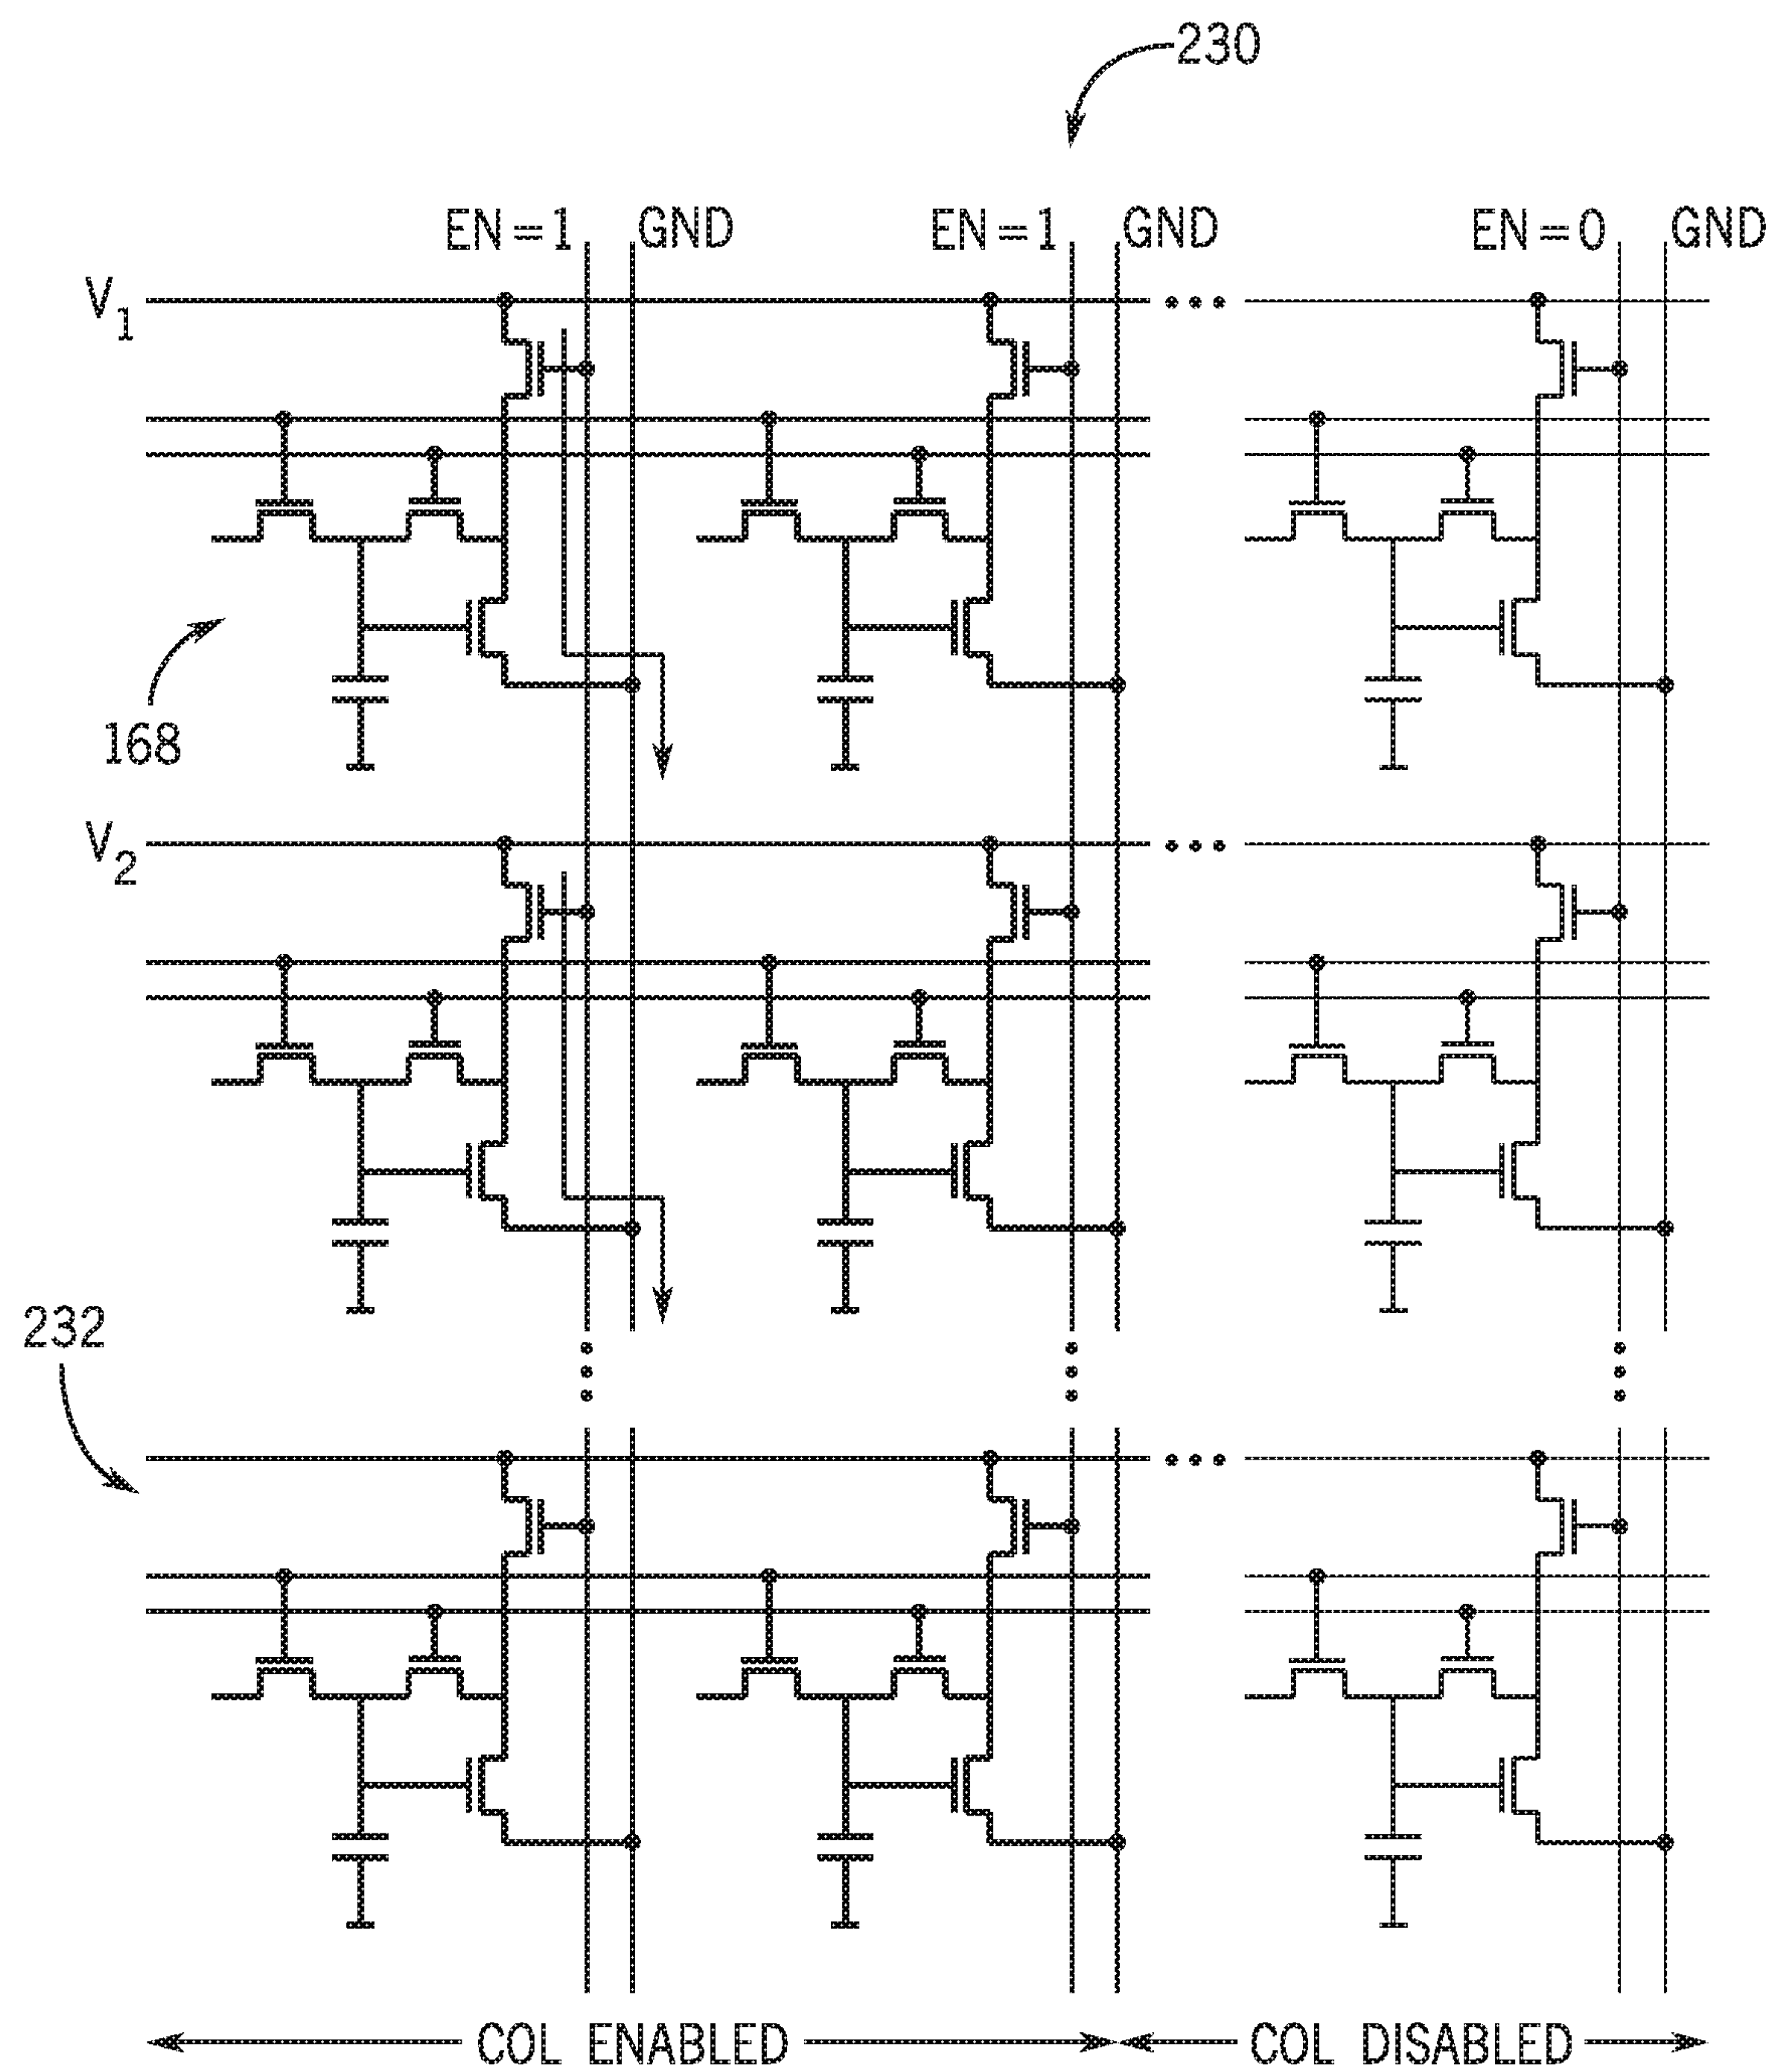 230
EN=1 GND EN=1 GND EN=0 GND
V1
168
V2
232
COL ENABLED COL DISABLED